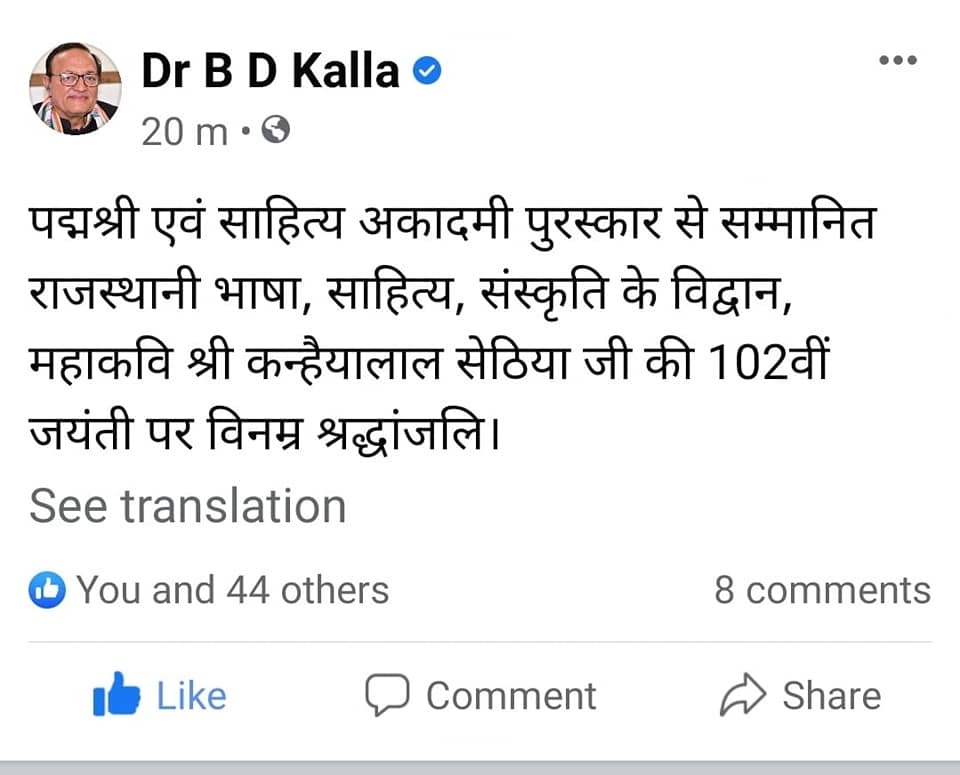 Dr B D Kalla
20 m •
पद्मश्री एवं साहित्य अकादमी पुरस्कार से सम्मानित
राजस्थानी भाषा, साहित्य, संस्कृति के विद्वान,
महाकवि श्री कन्हैयालाल सेठिया जी की 102वीं
जयंती पर विनम्र श्रद्धांजलि।
See translation
You and 44 others 8 comments
Like Comment Share